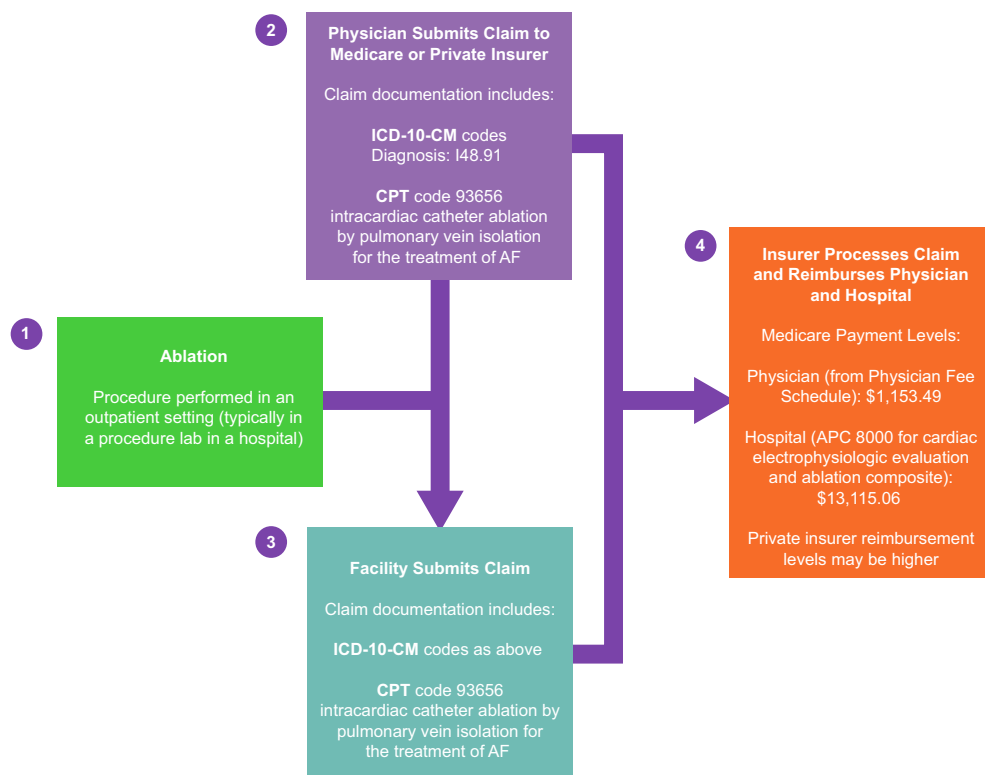 1
Ablation
Procedure performed in an
outpatient setting (typically in
a procedure lab in a hospital)
2
Physician Submits Claim to
Medicare or Private Insurer
Claim documentation includes:
ICD-10-CM codes
Diagnosis: I48.91
CPT code 93656
intracardiac catheter ablation
by pulmonary vein isolation
for the treatment of AF
3
Facility Submits Claim
Claim documentation includes:
ICD-10-CM codes as above
CPT code 93656
intracardiac catheter ablation by
pulmonary vein isolation for
the treatment of AF
4
Insurer Processes Claim
and Reimburses Physician
and Hospital
Medicare Payment Levels:
Physician (from Physician Fee
Schedule): $1,153.49
Hospital (APC 8000 for cardiac
electrophysiologic evaluation
and ablation composite):
$13,115.06
Private insurer reimbursement
levels may be higher